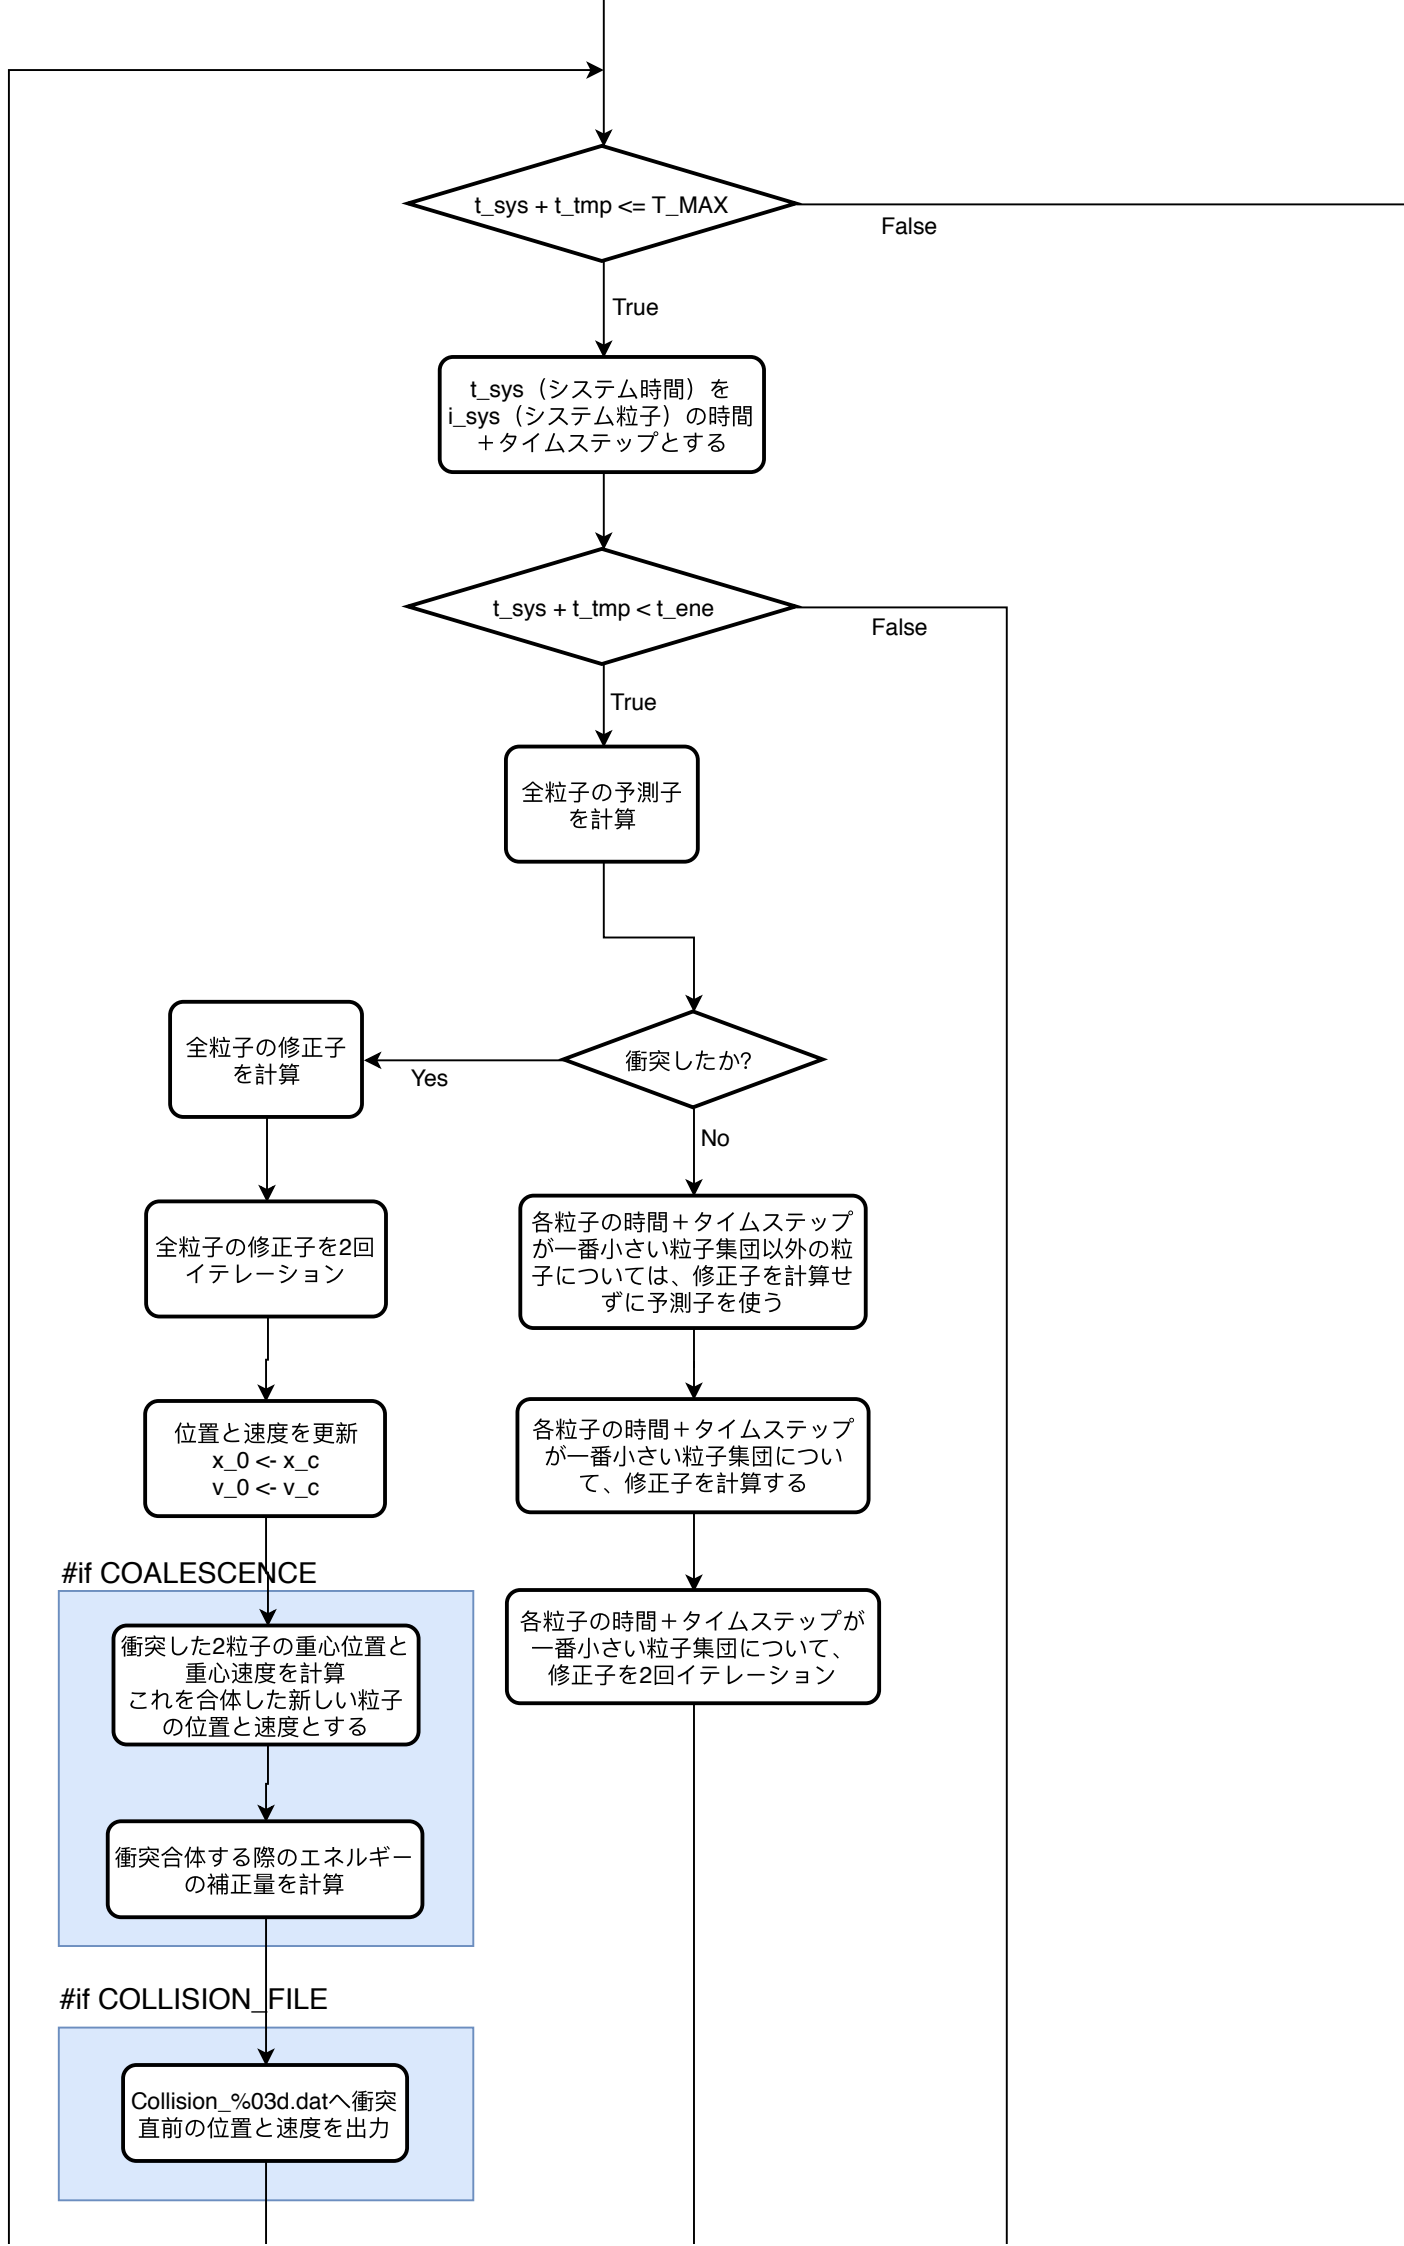 t_sys + t_tmp <= T_MAX
False
True
t_sys（システム時間）を
i_sys（システム粒子）の時間
＋タイムステップとする
t_sys + t_tmp < t_ene
False
True
全粒子の予測子
を計算
衝突したか?
Yes
No
全粒子の修正子
を計算
全粒子の修正子を2回
イテレーション
位置と速度を更新
x_0 <- x_c
v_0 <- v_c
#if COALESCENCE
衝突した2粒子の重心位置と
重心速度を計算
これを合体した新しい粒子
の位置と速度とする
衝突合体する際のエネルギー
の補正量を計算
#if COLLISION_FILE
Collision_%03d.datへ衝突
直前の位置と速度を出力
各粒子の時間＋タイムステップ
が一番小さい粒子集団以外の粒
子については、修正子を計算せ
ずに予測子を使う
各粒子の時間＋タイムステップ
が一番小さい粒子集団につい
て、修正子を計算する
各粒子の時間＋タイムステップが
一番小さい粒子集団について、
修正子を2回イテレーション